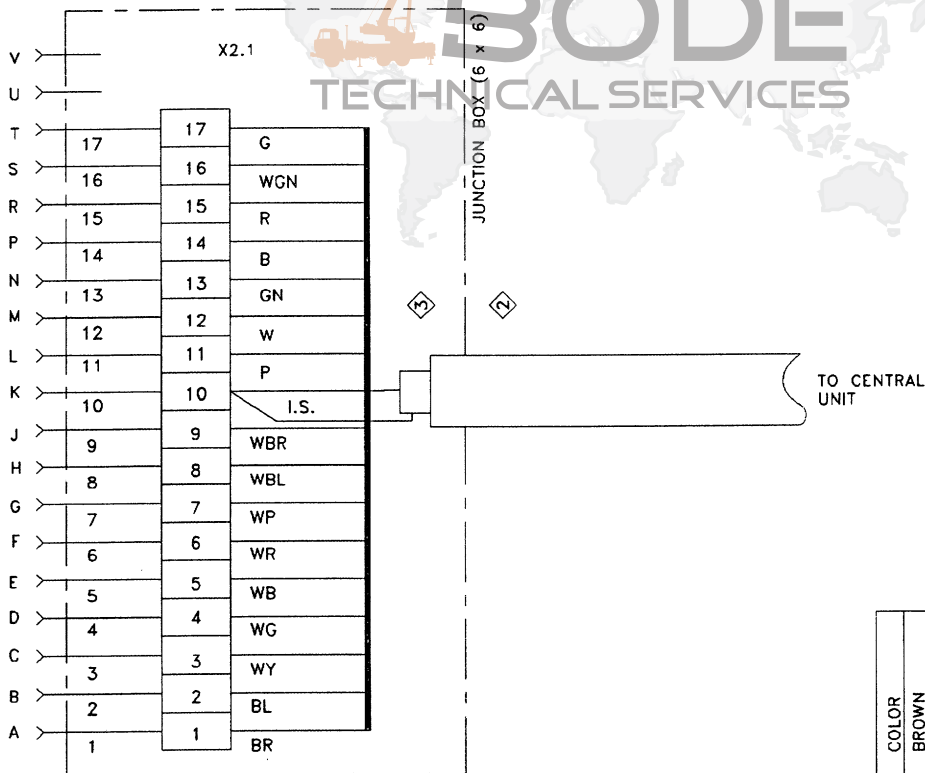 BODE
TECHNICAL SERVICES
X2.1
JUNCTION BOX (6 x 6)
V
U
T 17 17 G
S 16 16 WGN
R 15 15 R
P 14 14 B
N 13 13 GN
M 12 12 W
L 11 11 P
K 10 10 I.S.
J 9 9 WBR
H 8 8 WBL
G 7 7 WP
F 6 6 WR
E 5 5 WB
D 4 4 WG
C 3 3 WY
B 2 2 BL
A 1 1 BR
3
2
TO CENTRAL
UNIT
COLOR
BROWN